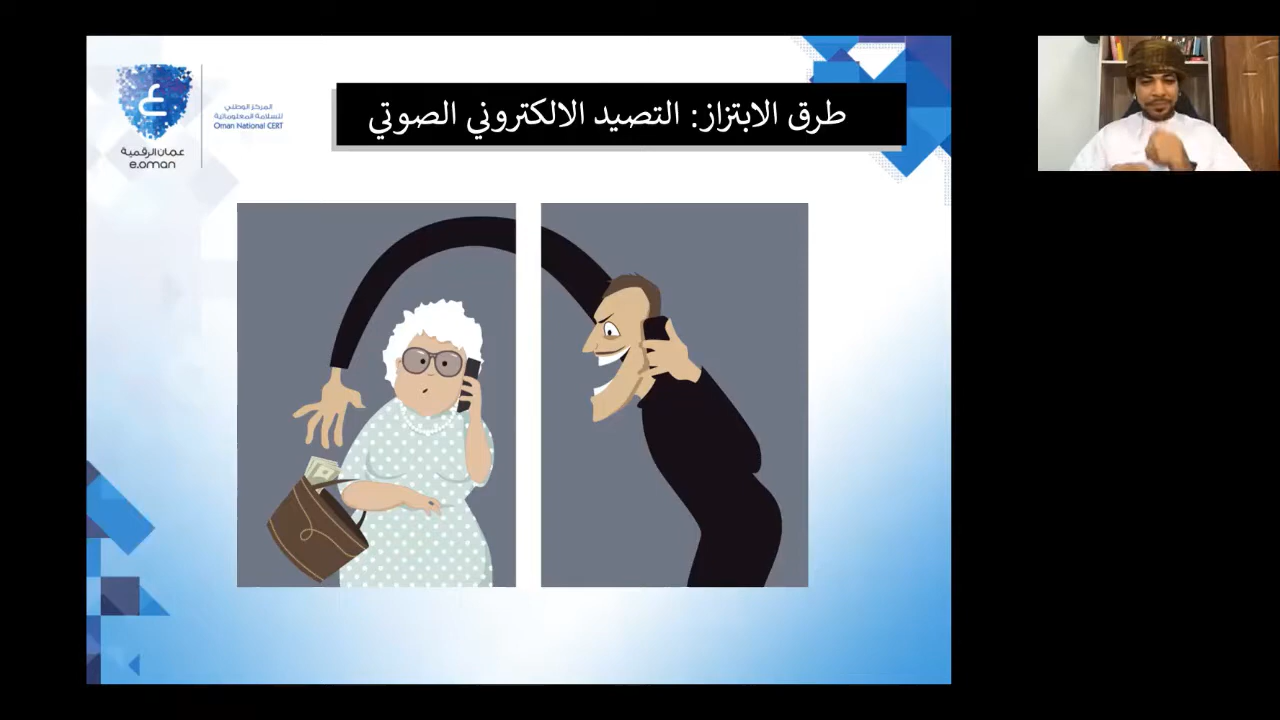 طرق الابتزاز: التصيد الالكتروني الصوتي
المركز الوطني
للسلامة المعلوماتية
Oman National CERT
عمان الرقمية
e.oman